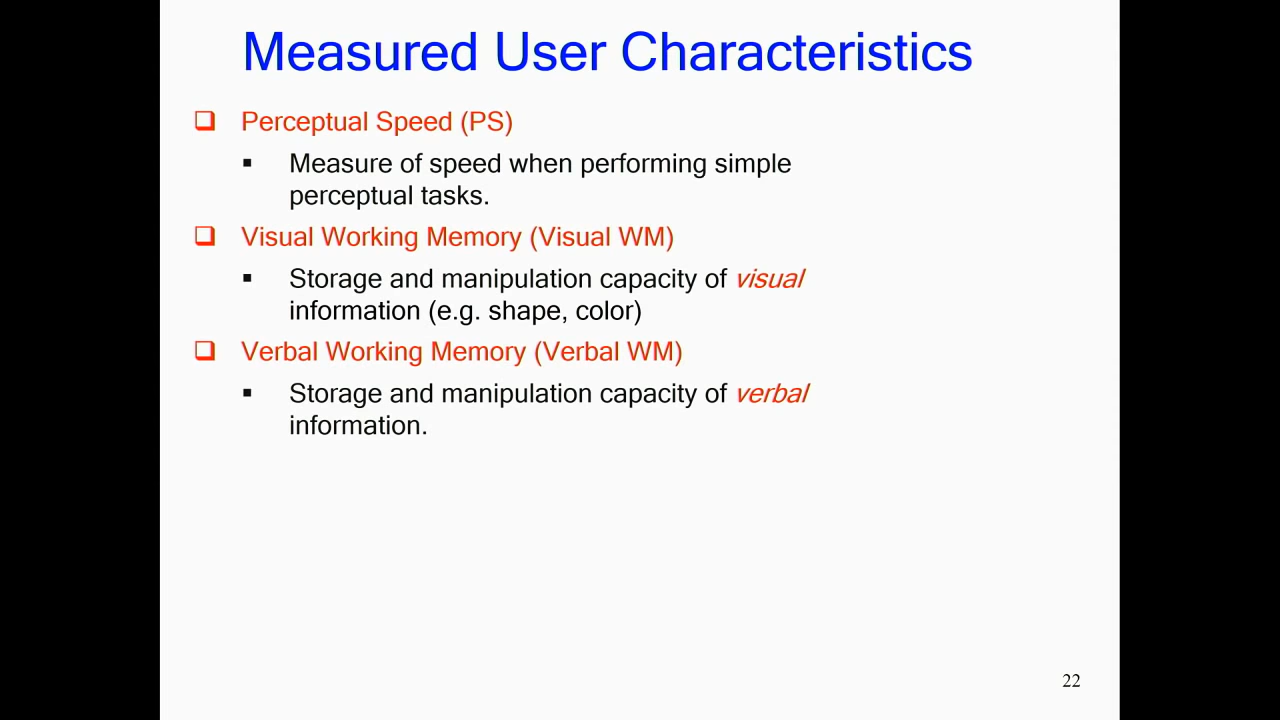 Measured User Characteristics
❑ Perceptual Speed (PS)
▪ Measure of speed when performing simple
perceptual tasks.
❑ Visual Working Memory (Visual WM)
▪ Storage and manipulation capacity of visual
information (e.g. shape, color)
❑ Verbal Working Memory (Verbal WM)
▪ Storage and manipulation capacity of verbal
information.
22